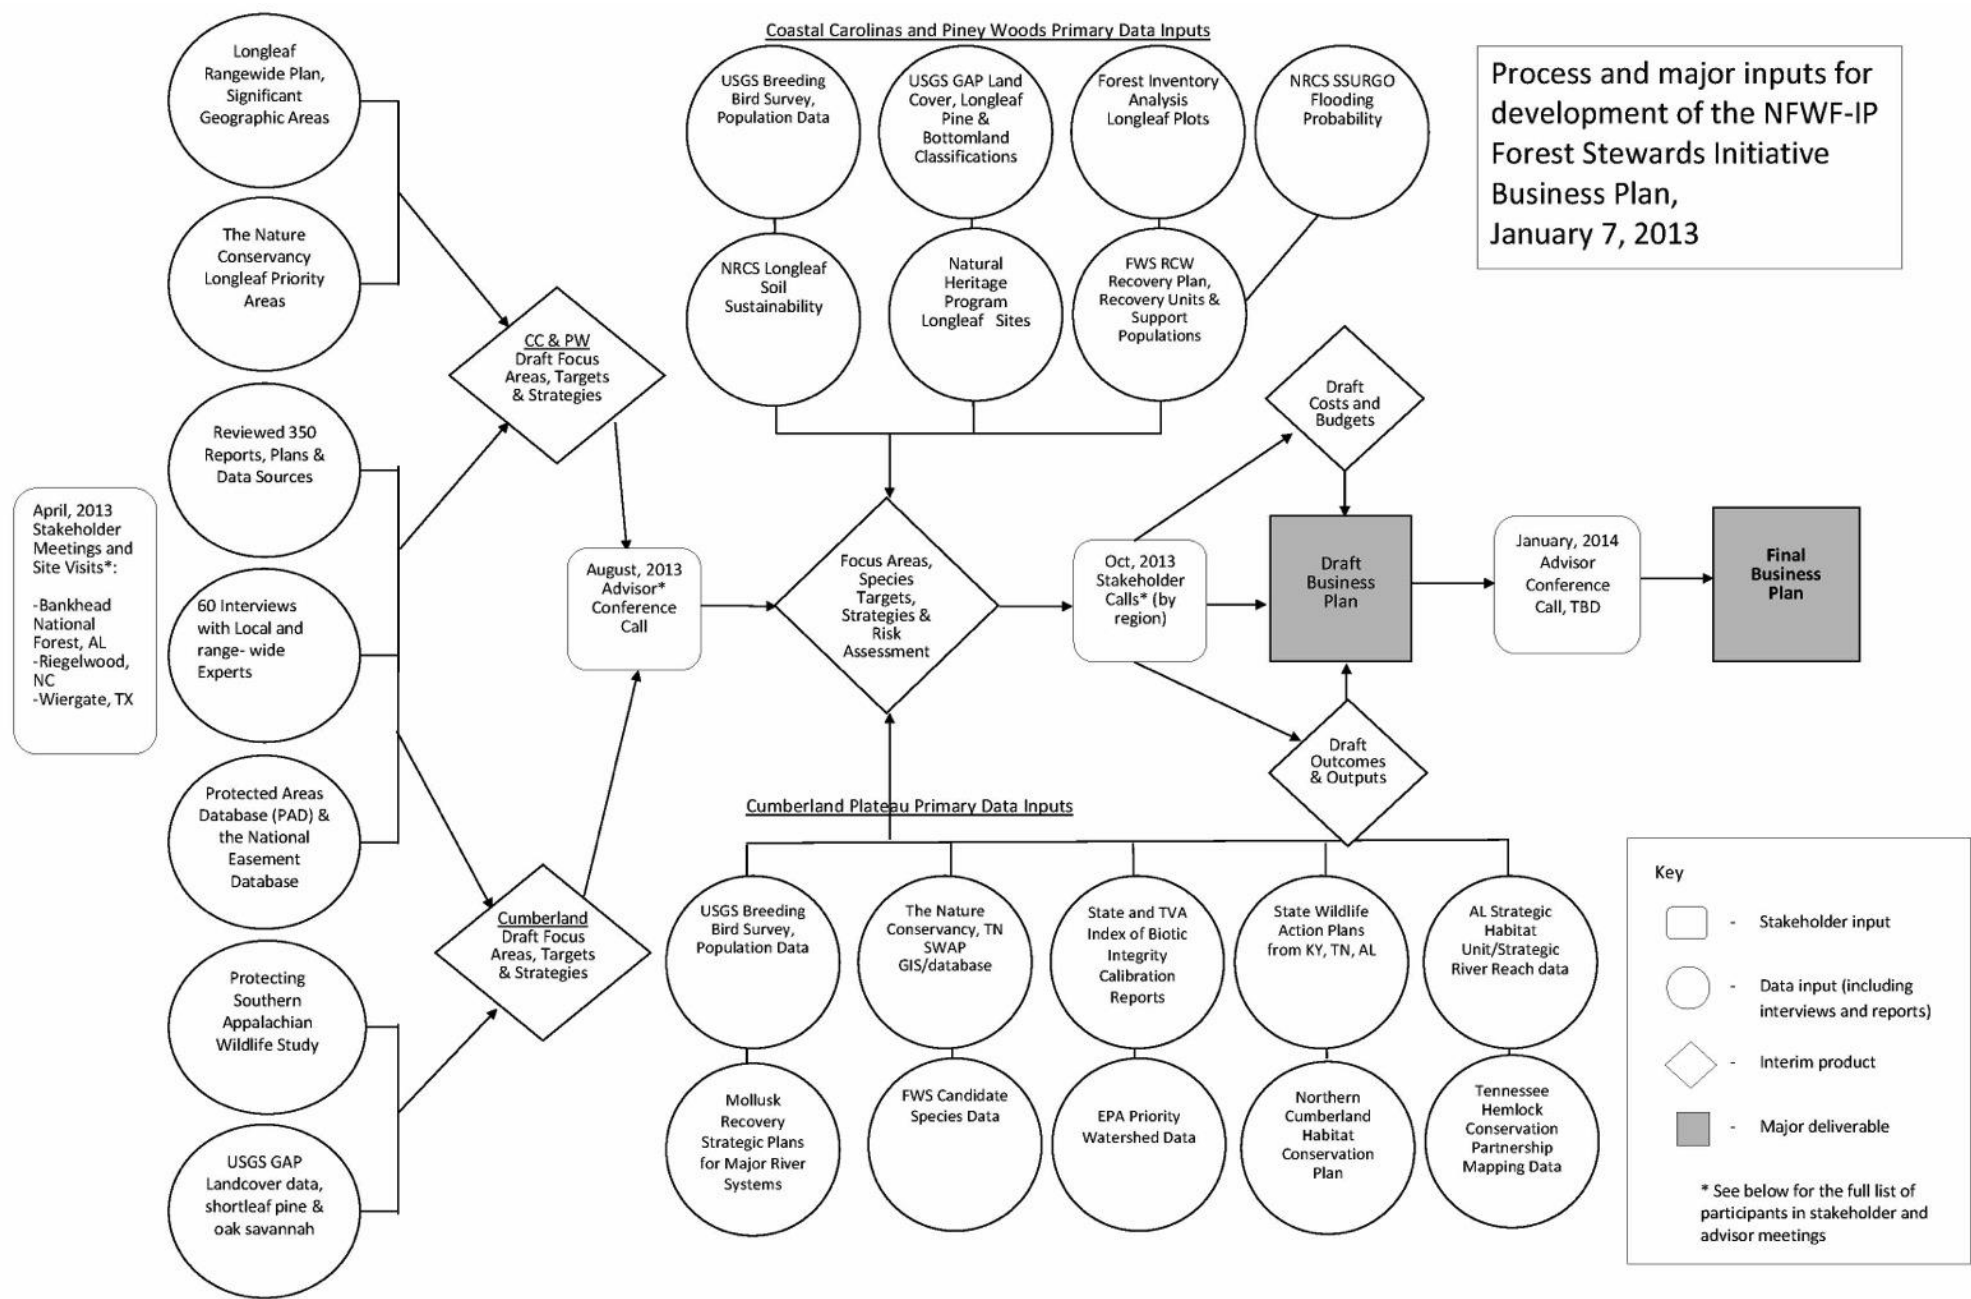 Coastal Carolinas and Piney Woods Primary Data Inputs
Process and major inputs for
development of the NFWF-IP
Forest Stewards Initiative
Business Plan,
January 7, 2013
Longleaf
Rangewide Plan,
Significant
Geographic Areas
The Nature
Conservancy
Longleaf Priority
Areas
Reviewed 350
Reports, Plans &
Data Sources
April, 2013
Stakeholder
Meetings and
Site Visits*:
-Bankhead
National
Forest, AL
-Riegelwood,
NC
-Wiergate, TX
60 Interviews
with Local and
range- wide
Experts
Protected Areas
Database (PAD) &
the National
Easement
Database
Protecting
Southern
Appalachian
Wildlife Study
USGS GAP
Landcover data,
shortleaf pine &
oak savannah
CC & PW
Draft Focus
Areas, Targets
& Strategies
Cumberland
Draft Focus
Areas, Targets
& Strategies
August, 2013
Advisor*
Conference
Call
USGS Breeding
Bird Survey,
Population Data
USGS GAP Land
Cover, Longleaf
Pine &
Bottomland
Classifications
Forest Inventory
Analysis
Longleaf Plots
NRCS SSURGO
Flooding
Probability
NRCS Longleaf
Soil
Sustainability
Natural
Heritage
Program
Longleaf Sites
FWS RCW
Recovery Plan,
Recovery Units &
Support
Populations
Focus Areas,
Species
Targets,
Strategies &
Risk
Assessment
Oct, 2013
Stakeholder
Calls* (by
region)
Draft
Costs and
Budgets
Draft
Business
Plan
Draft
Outcomes
& Outputs
January, 2014
Advisor
Conference
Call, TBD
Final
Business
Plan
Cumberland Plateau Primary Data Inputs
USGS Breeding
Bird Survey,
Population Data
The Nature
Conservancy, TN
SWAP
GIS/database
State and TVA
Index of Biotic
Integrity
Calibration
Reports
State Wildlife
Action Plans
from KY, TN, AL
AL Strategic
Habitat
Unit/Strategic
River Reach data
Mollusk
Recovery
Strategic Plans
for Major River
Systems
FWS Candidate
Species Data
EPA Priority
Watershed Data
Northern
Cumberland
Habitat
Conservation
Plan
Tennessee
Hemlock
Conservation
Partnership
Mapping Data
Key
- Stakeholder input
- Data input (including
interviews and reports)
- Interim product
- Major deliverable
* See below for the full list of
participants in stakeholder and
advisor meetings